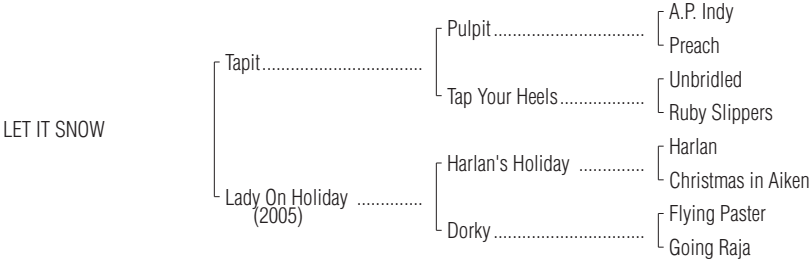 A.P. Indy
Pulpit................................
Preach
Tapit..................................
Unbridled
Tap Your Heels..................
Ruby Slippers
LET IT SNOW
Harlan
Harlan's Holiday ..............
Christmas in Aiken
Lady On Holiday ..............
(2005)
Flying Paster
Dorky................................
Going Raja